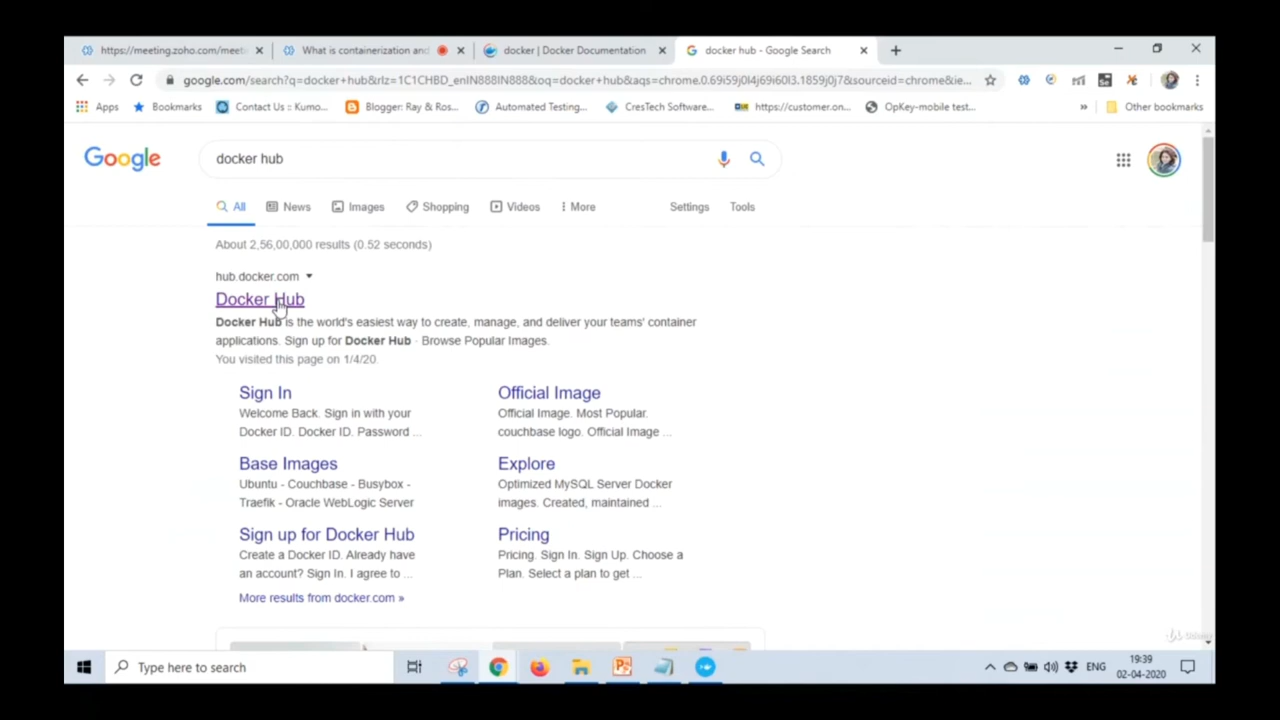 https://meeting.zoho.com/meeti
What is containerization and
docker | Docker Documentation
docker hub - Google Search
google.com/search?q=docker+hub&rlz=1C1CHBD_enIN888IN888&oq=docker+hub&aqs=chrome.0.69i59j0l4j69i60l3.1859j0j7&sourceid=chrome&ie...
Apps
Bookmarks
Contact Us :: Kumo...
Blogger: Ray & Ros...
Automated Testing...
CresTech Software...
https://customer.on...
OpKey-mobile test...
»
Other bookmarks
Google
docker hub
All
News
Images
Shopping
Videos
More
Settings
Tools
About 2,56,00,000 results (0.52 seconds)
hub.docker.com
Docker Hub
Docker Hub is the world's easiest way to create, manage, and deliver your teams' container
applications. Sign up for Docker Hub · Browse Popular Images.
You visited this page on 1/4/20.
Sign In
Welcome Back. Sign in with your
Docker ID. Docker ID. Password ...
Official Image
Official Image. Most Popular.
couchbase logo. Official Image ...
Base Images
Ubuntu - Couchbase - Busybox -
Traefik - Oracle WebLogic Server
Explore
Optimized MySQL Server Docker
images. Created, maintained ...
Sign up for Docker Hub
Create a Docker ID. Already have
an account? Sign In. I agree to ...
Pricing
Pricing. Sign In. Sign Up. Choose a
Plan. Select a plan to get ...
More results from docker.com »
Type here to search
ENG
19:39
02-04-2020